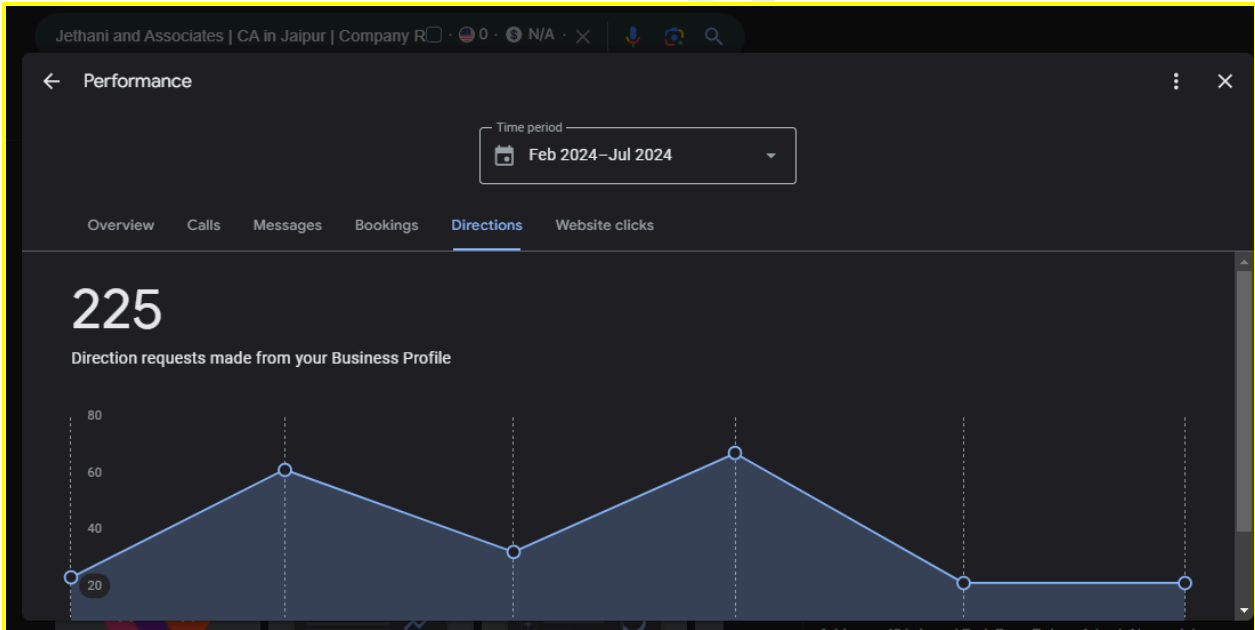 Jethani and Associates | CA in Jaipur | Company R · 0 · N/A ·
Performance
Time period
Feb 2024–Jul 2024
Overview Calls Messages Bookings Directions Website clicks
225
Direction requests made from your Business Profile
80
60
40
20